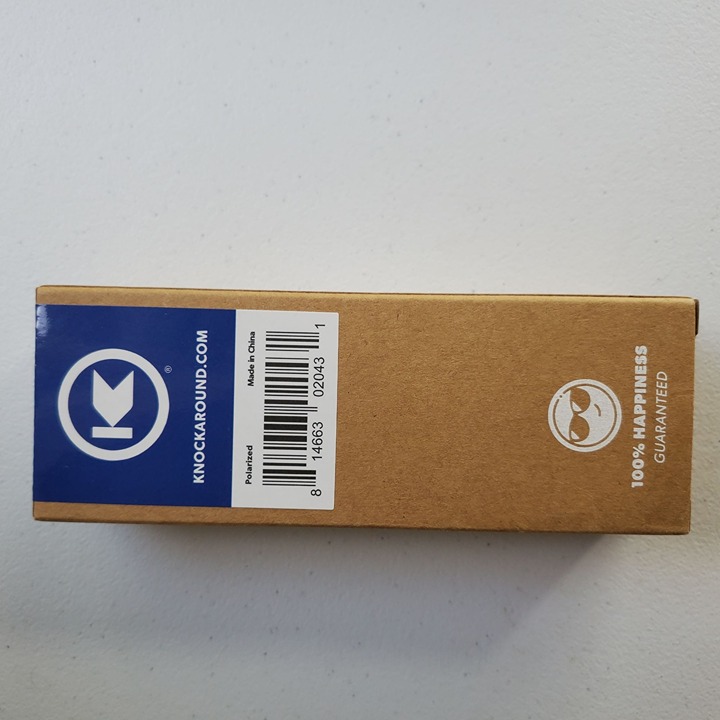 K®
KNOCKAROUND.COM
Polarized Made in China
8 14663 02043 1
100% HAPPINESS
GUARANTEED